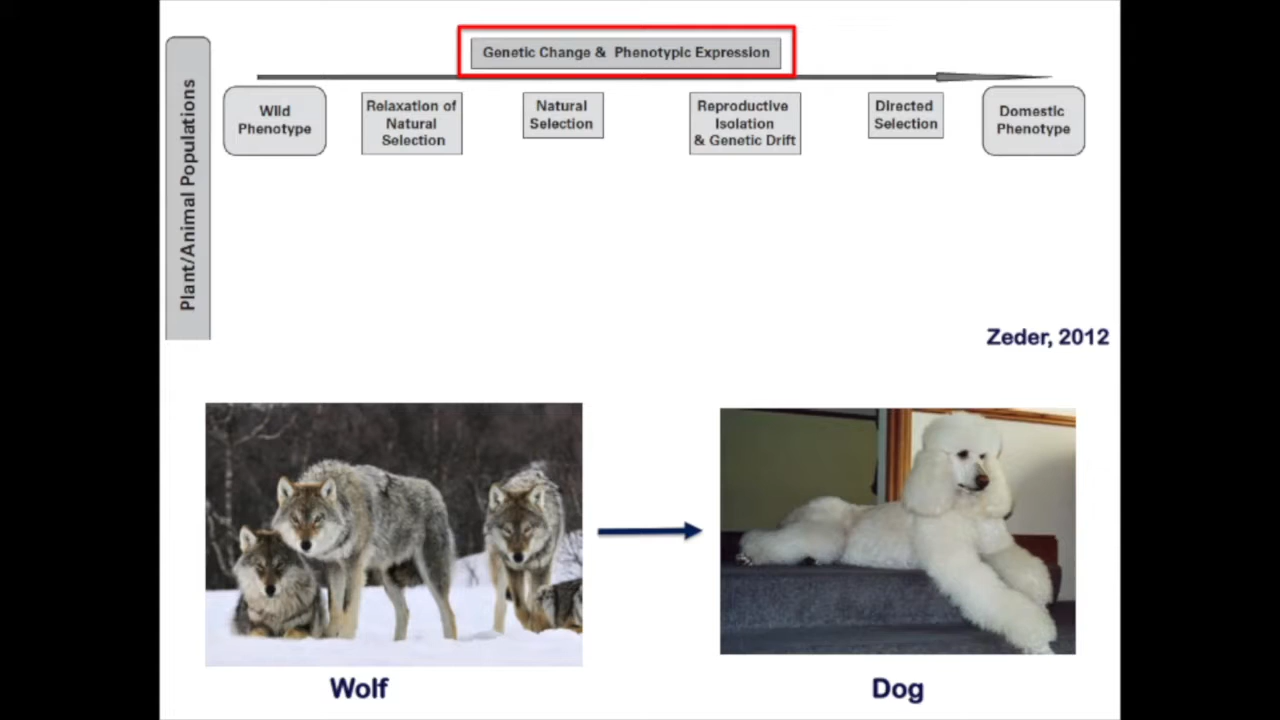 Genetic Change & Phenotypic Expression
Plant/Animal Populations
Wild
Phenotype
Relaxation of
Natural
Selection
Natural
Selection
Reproductive
Isolation
& Genetic Drift
Directed
Selection
Domestic
Phenotype
Zeder, 2012
Wolf
Dog